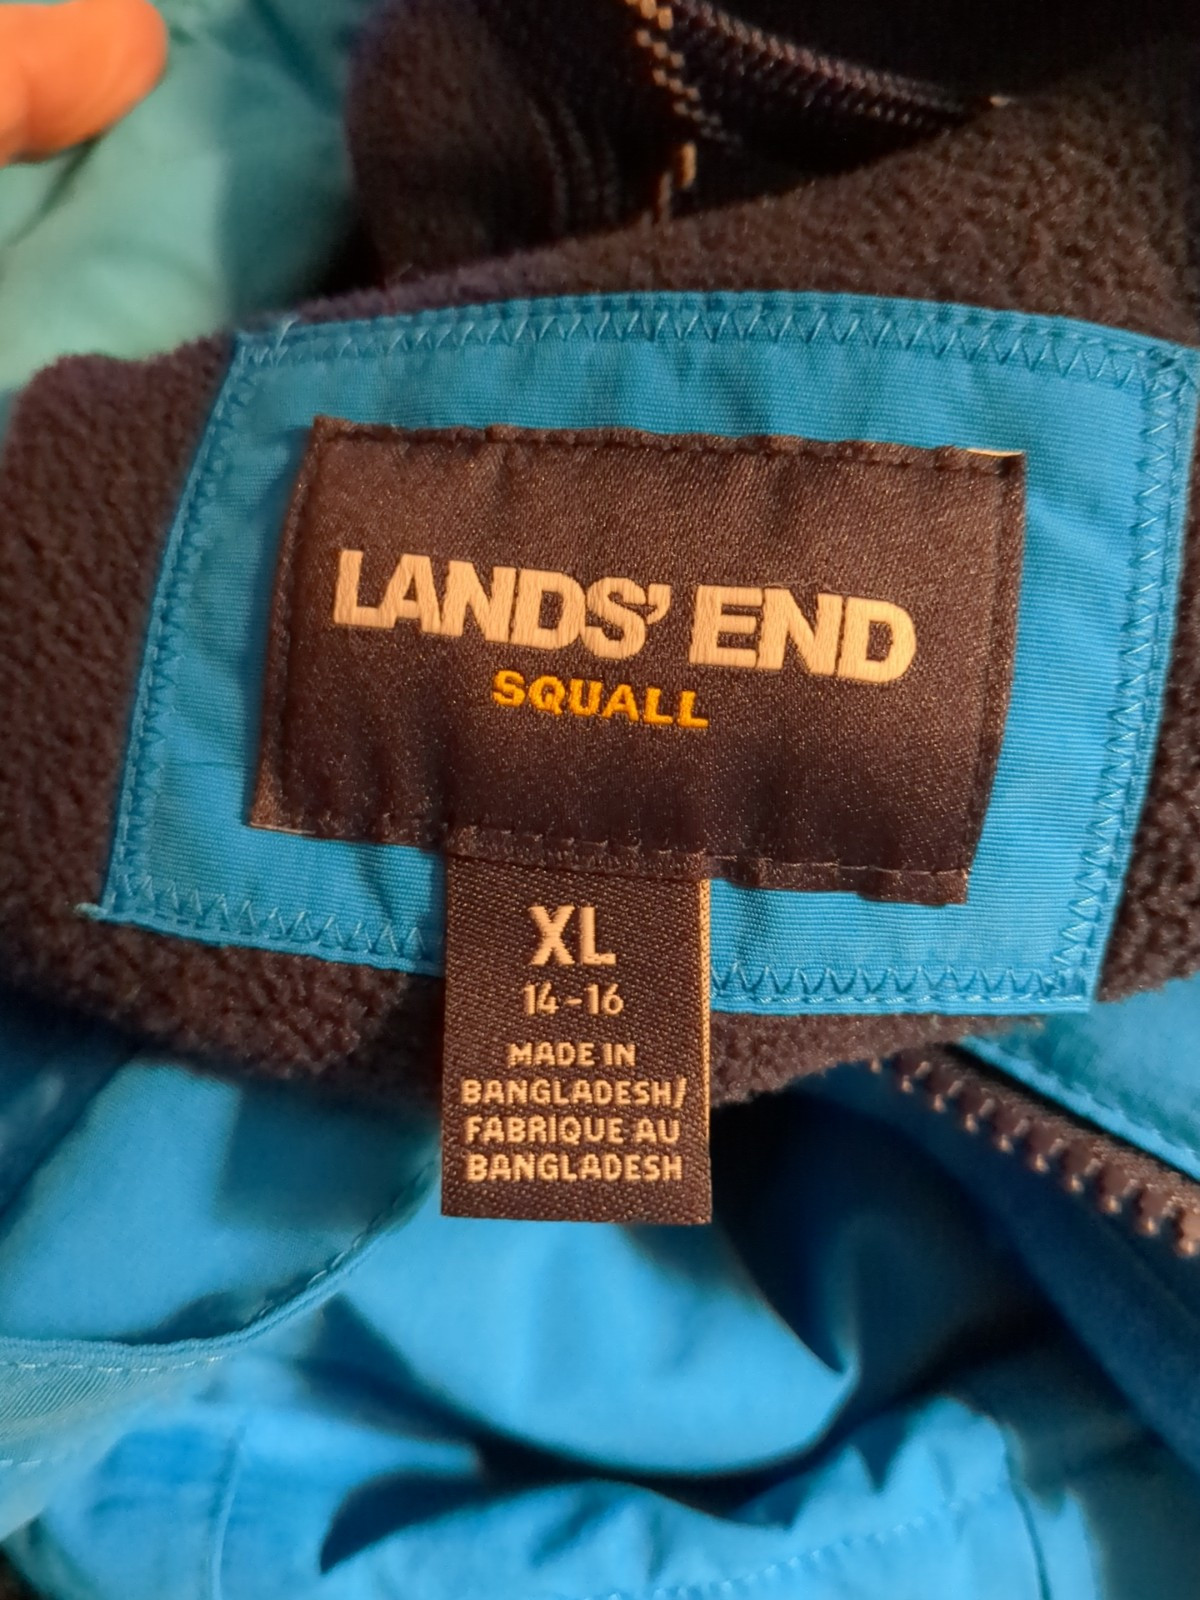 LANDS' END
SQUALL
XL
14-16
MADE IN
BANGLADESH/
FABRIQUE AU
BANGLADESH